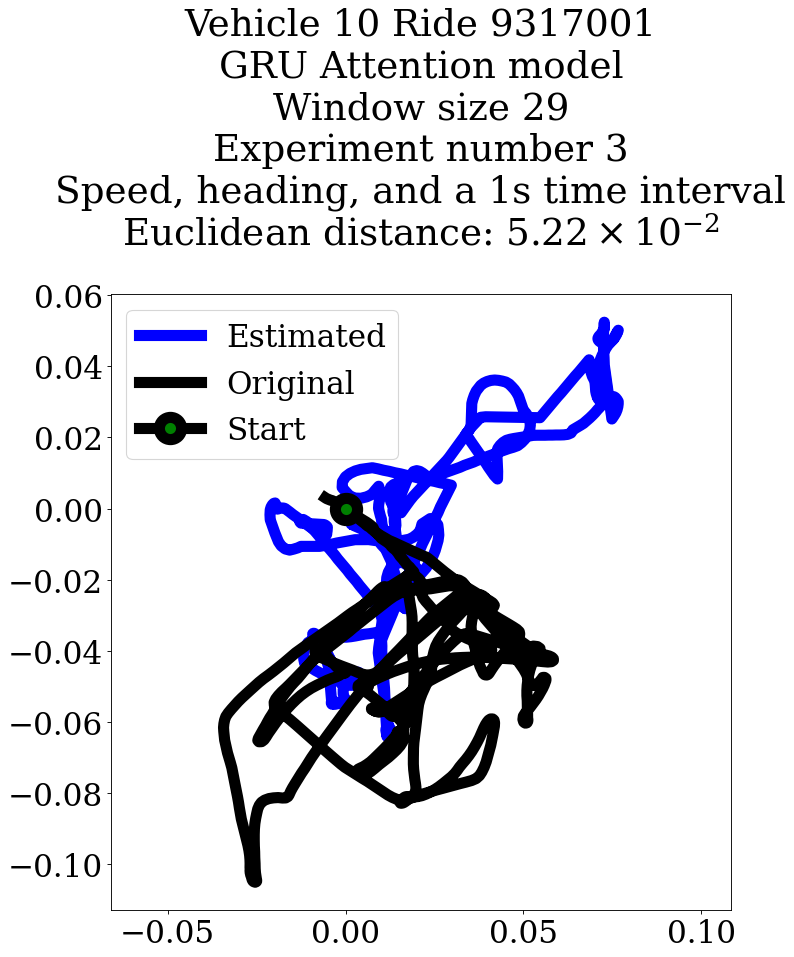 Vehicle 10 Ride 9317001
GRU Attention model
Window size 29
Experiment number 3
Speed, heading, and a 1s time interval
Euclidean distance: 5.22 × 10⁻²
0.06
0.04
0.02
0.00
−0.02
−0.04
−0.06
−0.08
−0.10
Estimated
Original
Start
−0.05
0.00
0.05
0.10